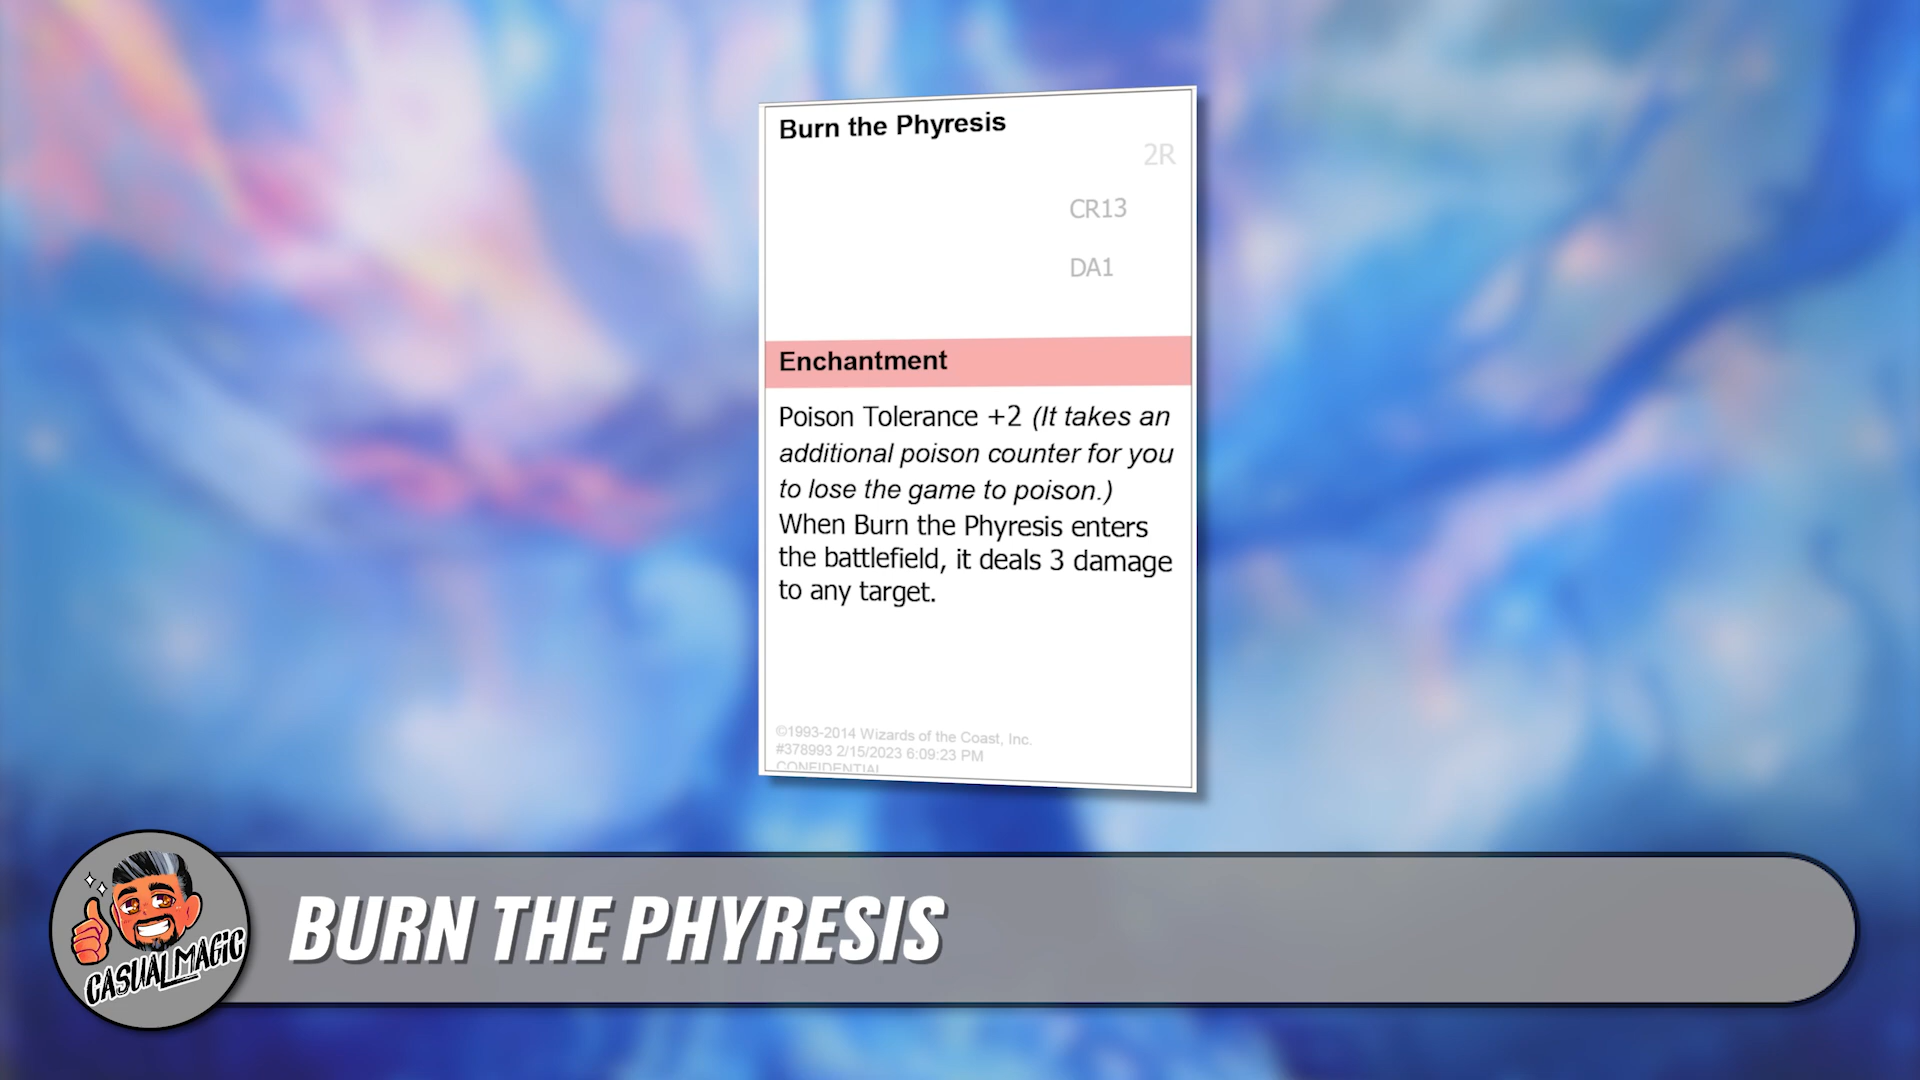 Burn the Phyresis
2R
CR13
DA1
Enchantment
Poison Tolerance +2 (It takes an
additional poison counter for you
to lose the game to poison.)
When Burn the Phyresis enters
the battlefield, it deals 3 damage
to any target.
©1993-2014 Wizards of the Coast, Inc.
#378993 2/15/2023 6:09:23 PM
CONFIDENTIAL
CASUAL MAGIC
BURN THE PHYRESIS